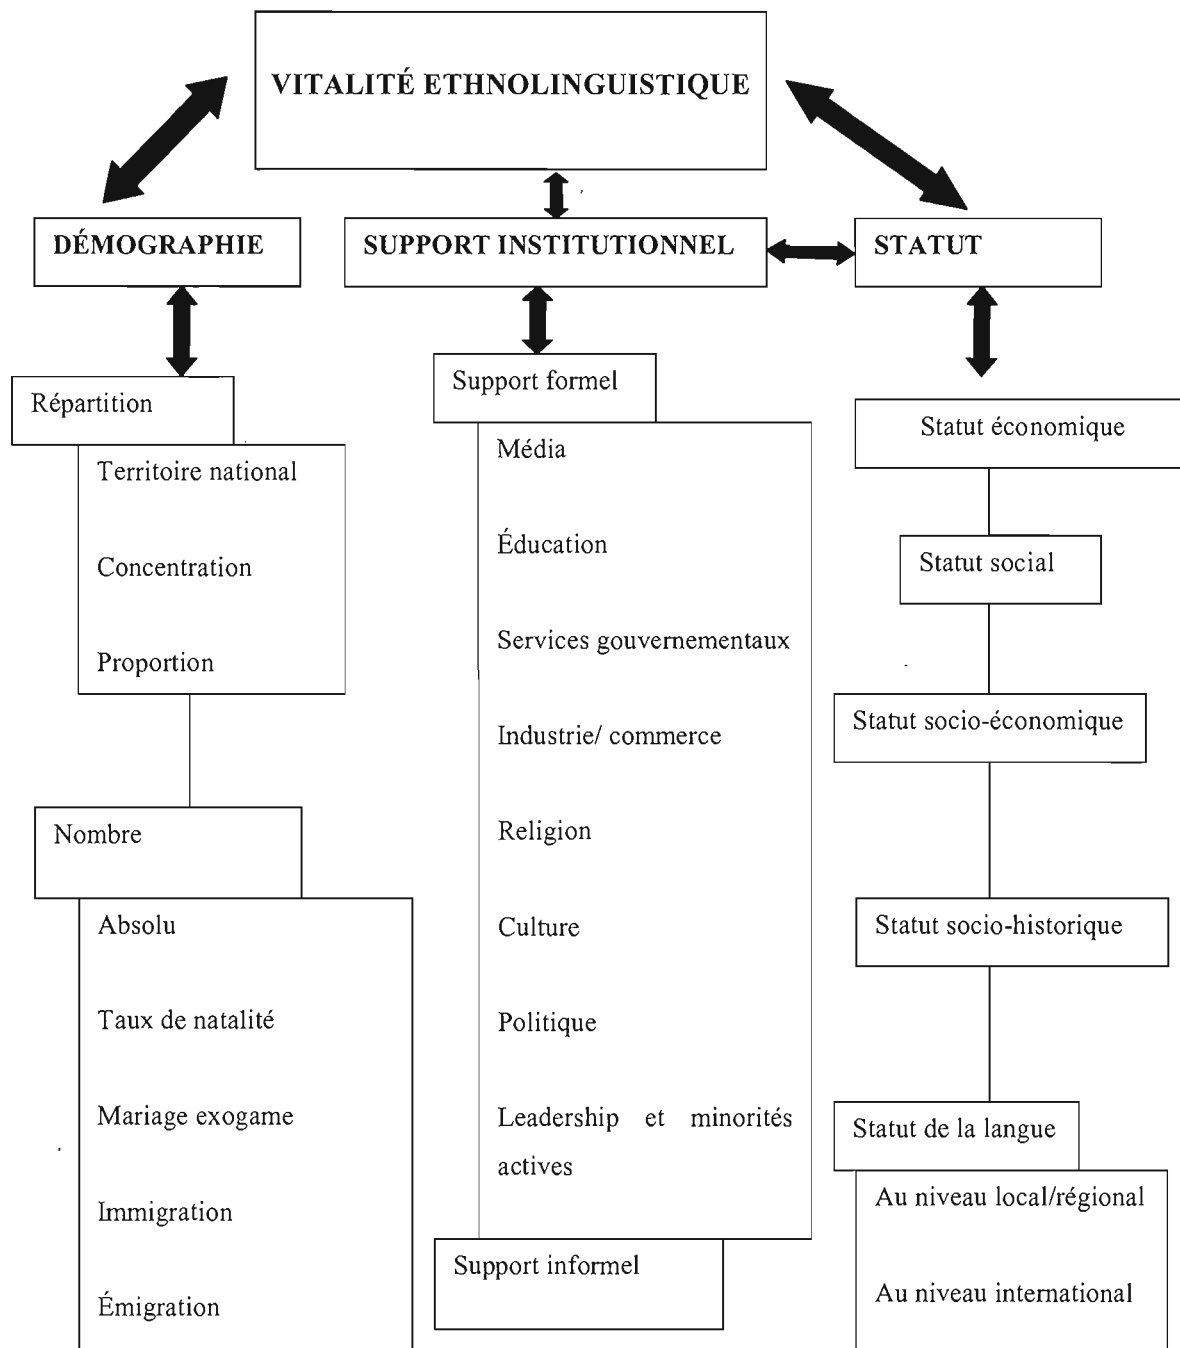 VITALITÉ ETHNOLINGUISTIQUE
DÉMOGRAPHIE
SUPPORT INSTITUTIONNEL
STATUT
Répartition
Territoire national
Concentration
Proportion
Nombre
Absolu
Taux de natalité
Mariage exogame
Immigration
Émigration
Support formel
Média
Éducation
Services gouvernementaux
Industrie/ commerce
Religion
Culture
Politique
Leadership et minorités
actives
Support informel
Statut économique
Statut social
Statut socio-économique
Statut socio-historique
Statut de la langue
Au niveau local/régional
Au niveau international